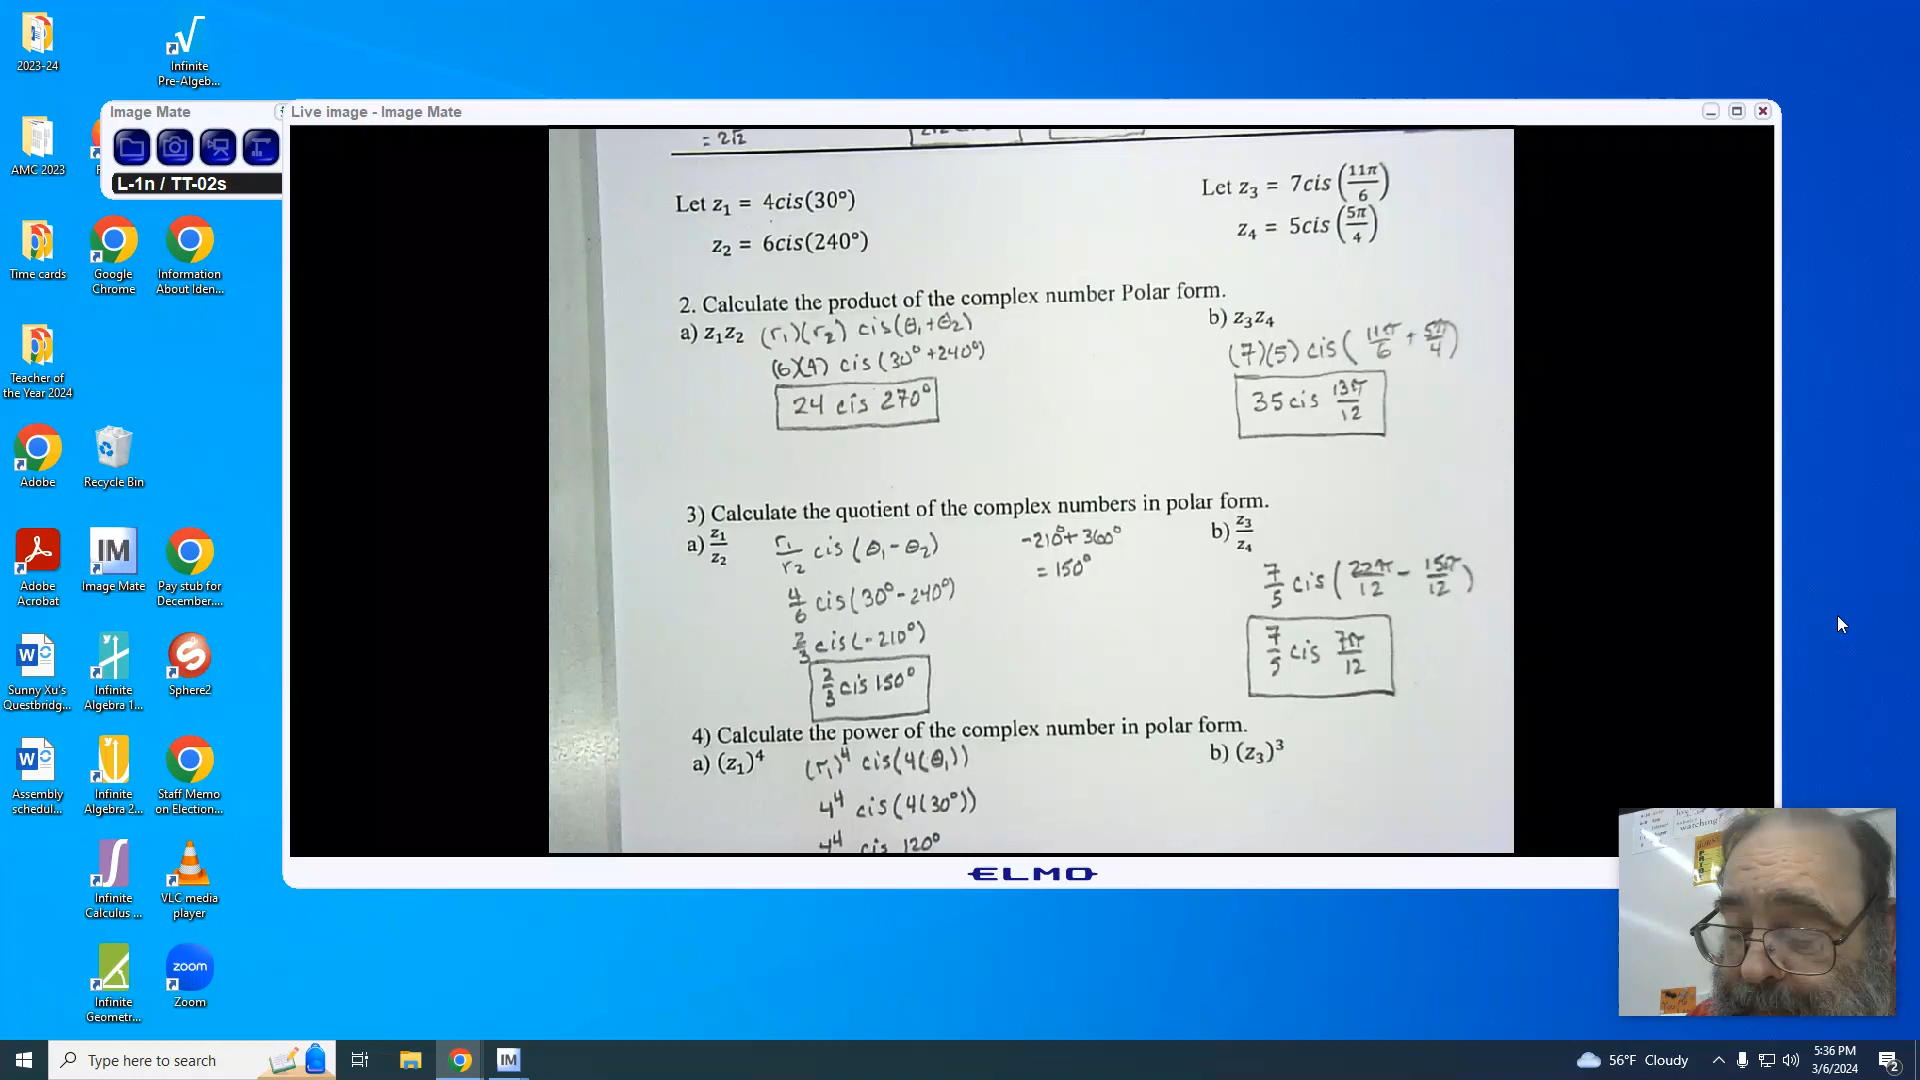 2023-24
Infinite
Pre-Algeb...
Image Mate
Live image - Image Mate
L-1n / TT-02s
AMC 2023
Time cards
Google
Chrome
Information
About Iden...
Teacher of
the Year 2024
Adobe
Recycle Bin
Adobe
Acrobat
IM
Image Mate
Pay stub for
December....
Sunny Xu's
Questbridg...
Infinite
Algebra 1...
Sphere2
Assembly
schedul...
Infinite
Algebra 2...
Staff Memo
on Election...
Infinite
Calculus ...
VLC media
player
Infinite
Geometr...
zoom
Zoom
= 2√2
Let z₁ = 4cis(30°)
z₂ = 6cis(240°)
Let z₃ = 7cis(11π/6)
z₄ = 5cis(5π/4)
2. Calculate the product of the complex number Polar form.
a) z₁z₂ (r₁)(r₂) cis(θ₁+θ₂)
(6)(4) cis(30°+240°)
24 cis 270°
b) z₃z₄
(7)(5) cis(11π/6 + 5π/4)
35 cis 13π/12
3) Calculate the quotient of the complex numbers in polar form.
a) z₁/z₂ r₁/r₂ cis(θ₁-θ₂)
4/6 cis(30°-240°)
2/3 cis(-210°)
2/3 cis 150°
-210°+360°
= 150°
b) z₃/z₄
7/5 cis(22π/12 - 15π/12)
7/5 cis 7π/12
4) Calculate the power of the complex number in polar form.
a) (z₁)⁴ (r₁)⁴ cis(4(θ₁))
4⁴ cis(4(30°))
4⁴ cis 120°
b) (z₃)³
ELMO
watching?
Type here to search
IM
56°F Cloudy
5:36 PM
3/6/2024
2